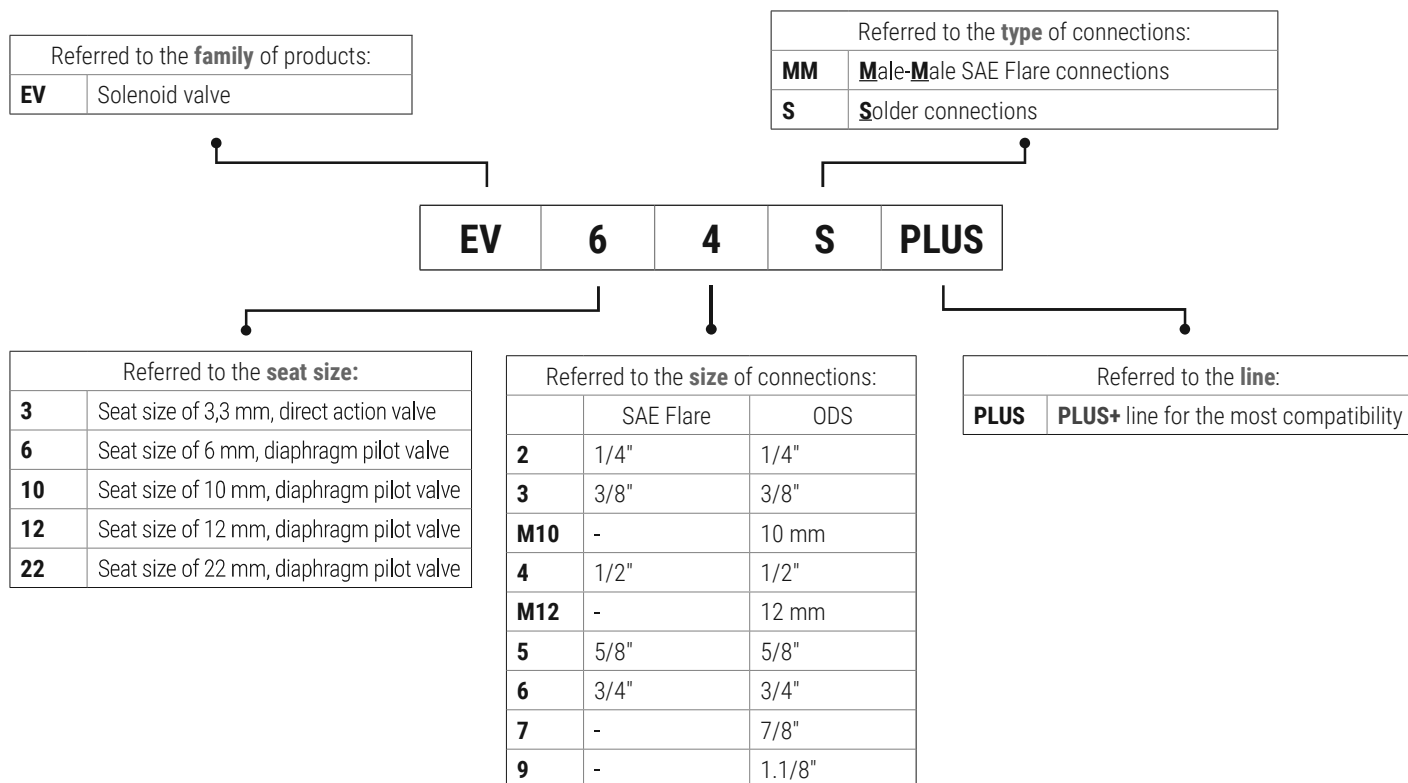 Referred to the family of products:
EV Solenoid valve
Referred to the type of connections:
MM Male-Male SAE Flare connections
S Solder connections
EV 6 4 S PLUS
Referred to the seat size:
3 Seat size of 3,3 mm, direct action valve
6 Seat size of 6 mm, diaphragm pilot valve
10 Seat size of 10 mm, diaphragm pilot valve
12 Seat size of 12 mm, diaphragm pilot valve
22 Seat size of 22 mm, diaphragm pilot valve
Referred to the size of connections:
SAE Flare ODS
2 1/4" 1/4"
3 3/8" 3/8"
M10 - 10 mm
4 1/2" 1/2"
M12 - 12 mm
5 5/8" 5/8"
6 3/4" 3/4"
7 - 7/8"
9 - 1.1/8"
Referred to the line:
PLUS PLUS+ line for the most compatibility